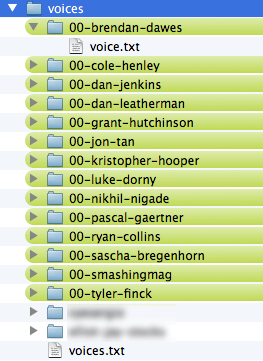 voices
00-brendan-dawes
voice.txt
00-cole-henley
00-dan-jenkins
00-dan-leatherman
00-grant-hutchinson
00-jon-tan
00-kristopher-hooper
00-luke-dorny
00-nikhil-nigade
00-pascal-gaertner
00-ryan-collins
00-sascha-bregenhorn
00-smashingmag
00-tyler-finck
voices.txt